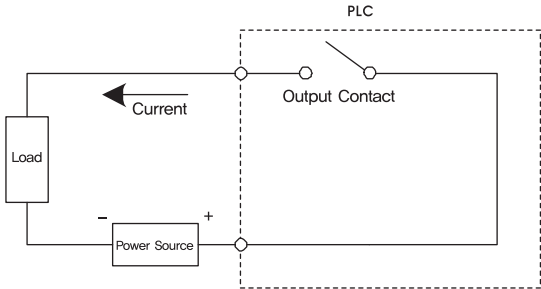 PLC
Output Contact
Current
Load
− +
Power Source